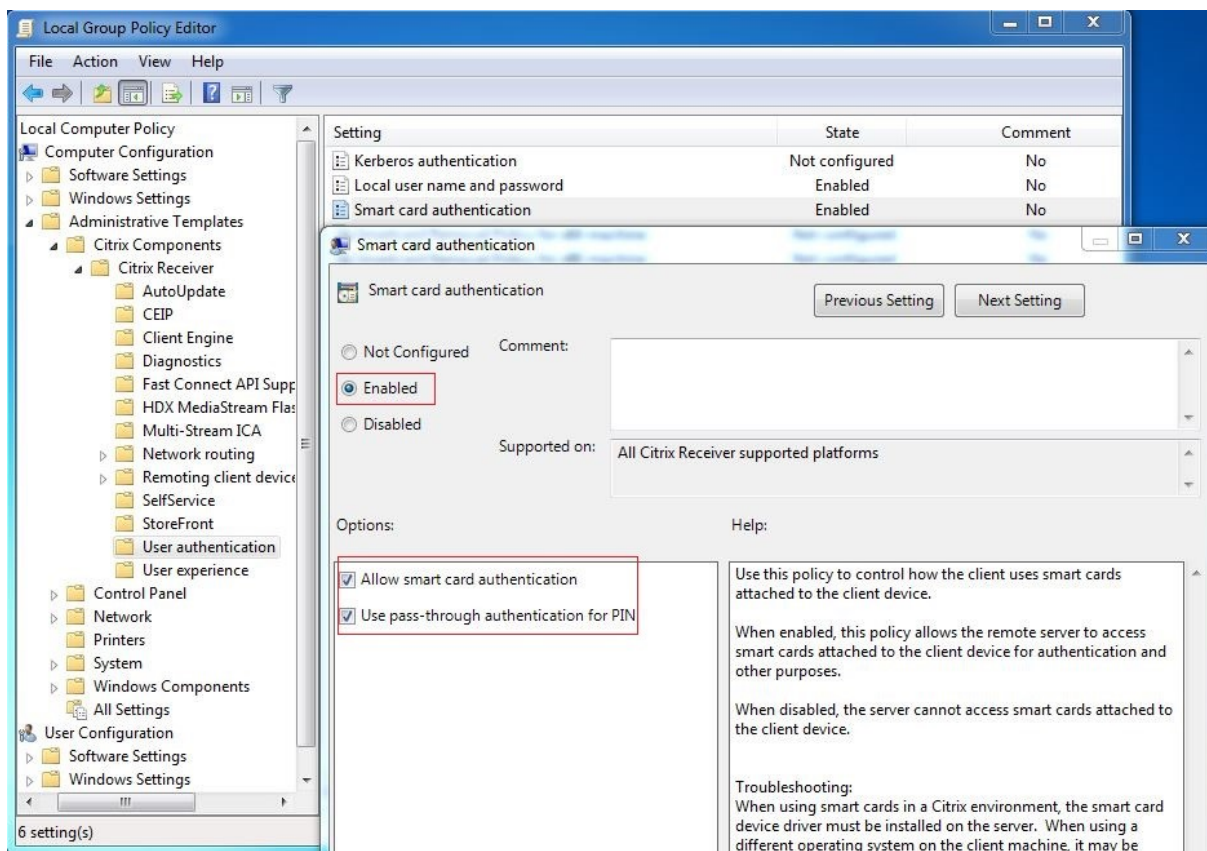 Local Group Policy Editor
File Action View Help
Local Computer Policy
Computer Configuration
Software Settings
Windows Settings
Administrative Templates
Citrix Components
Citrix Receiver
AutoUpdate
CEIP
Client Engine
Diagnostics
Fast Connect API Supp
HDX MediaStream Flas
Multi-Stream ICA
Network routing
Remoting client device
SelfService
StoreFront
User authentication
User experience
Control Panel
Network
Printers
System
Windows Components
All Settings
User Configuration
Software Settings
Windows Settings
6 setting(s)
Setting State Comment
Kerberos authentication Not configured No
Local user name and password Enabled No
Smart card authentication Enabled No
Smart card authentication
Smart card authentication
Previous Setting Next Setting
Not Configured
Enabled
Disabled
Comment:
Supported on: All Citrix Receiver supported platforms
Options:
Allow smart card authentication
Use pass-through authentication for PIN
Help:
Use this policy to control how the client uses smart cards
attached to the client device.
When enabled, this policy allows the remote server to access
smart cards attached to the client device for authentication and
other purposes.
When disabled, the server cannot access smart cards attached to
the client device.
Troubleshooting:
When using smart cards in a Citrix environment, the smart card
device driver must be installed on the server. When using a
different operating system on the client machine, it may be